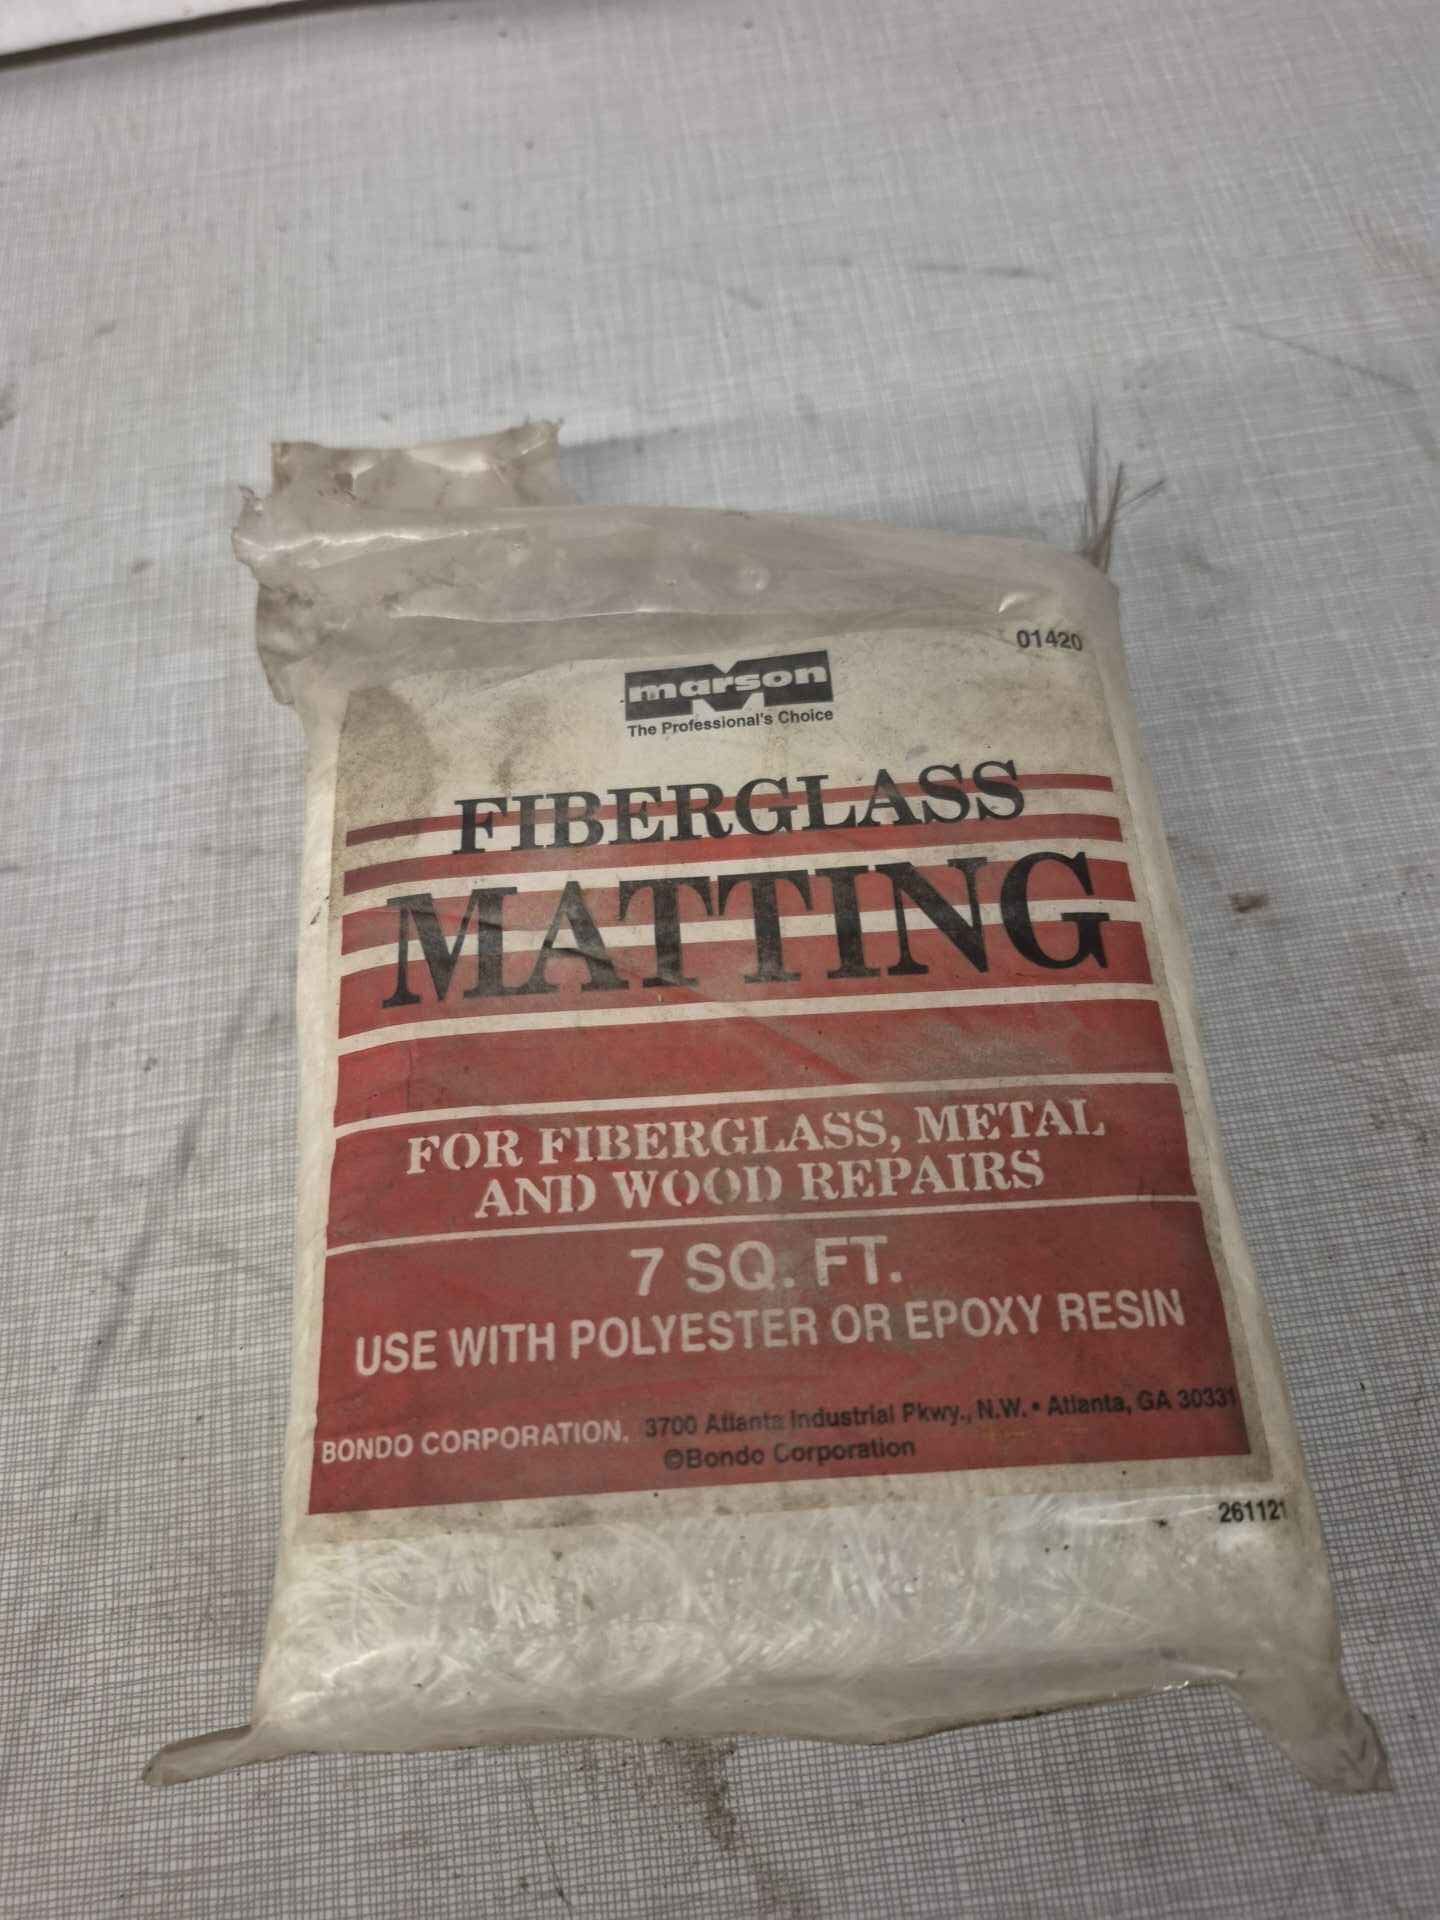 01420
marson
The Professional's Choice
FIBERGLASS
MATTING
FOR FIBERGLASS, METAL
AND WOOD REPAIRS
7 SQ. FT.
USE WITH POLYESTER OR EPOXY RESIN
BONDO CORPORATION, 3700 Atlanta Industrial Pkwy., N.W. • Atlanta, GA 30331
©Bondo Corporation
261121